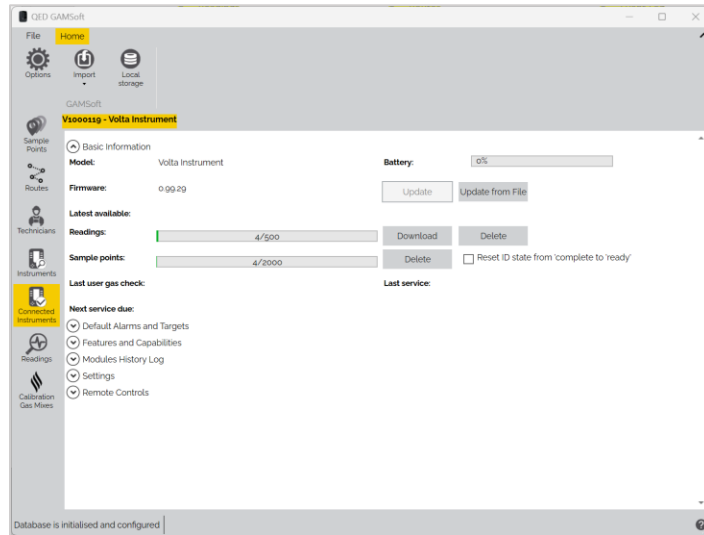 QED GAMSoft
File Home
Options
Import
Local
storage
GAMSoft
Sample
Points
Routes
Technicians
Instruments
Connected
Instruments
Readings
Calibration
Gas Mixes
V1000119 - Volta Instrument
Basic Information
Model: Volta Instrument Battery: 0%
Firmware: 0.99.29 Update Update from File
Latest available:
Readings: 4/500 Download Delete
Sample points: 4/2000 Delete Reset ID state from 'complete to 'ready'
Last user gas check: Last service:
Next service due:
Default Alarms and Targets
Features and Capabilities
Modules History Log
Settings
Remote Controls
Database is initialised and configured